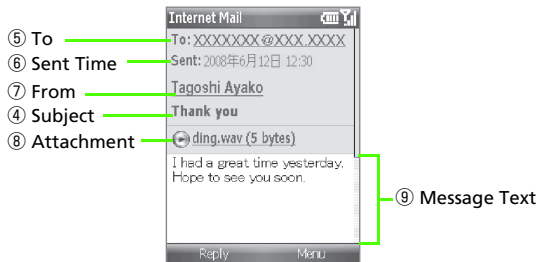 Internet Mail
⑤ To
To: XXXXXXX@XXX.XXXX
⑥ Sent Time
Sent: 2008年6月12日 12:30
⑦ From
Tagoshi Ayako
④ Subject
Thank you
⑧ Attachment
ding.wav (5 bytes)
I had a great time yesterday.
Hope to see you soon.
⑨ Message Text
Reply Menu